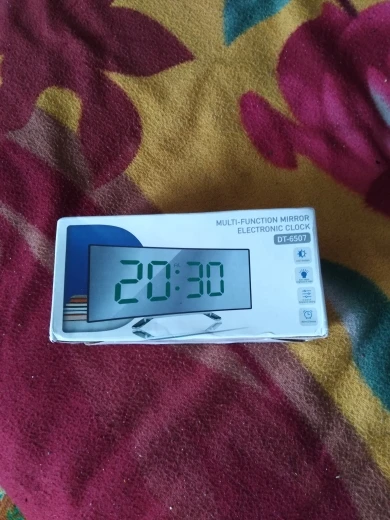 MULTI-FUNCTION MIRROR
ELECTRONIC CLOCK
DT-6507
20:30